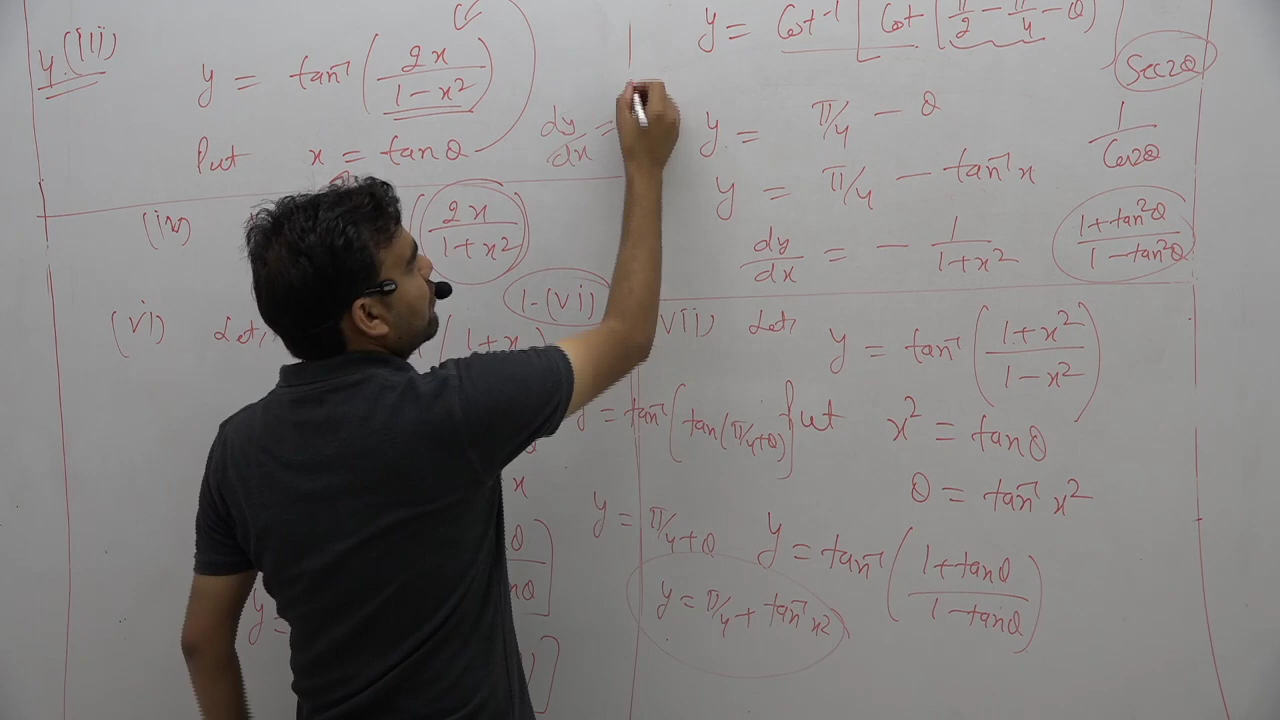 4.(iii)
y = tan⁻¹ (2x / 1 - x²)
Put x = tanθ
dy/dx =
(iv) (2x / 1 + x²)
1-(vi)
(vi) Let, (1 + x
y = tan⁻¹ [tan(π/4+θ)]
x
y = π/4 + θ
y = π/4 + tan⁻¹ x²
y =
y = Cot⁻¹ [Cot [π/2 - π/4 - θ)
Sec2θ
y = π/4 - θ
1 / Cos2θ
y = π/4 - tan⁻¹ x
dy/dx = - 1 / 1+x²
1 + tan²θ / 1 - tan²θ
vii) Let,
y = tan⁻¹ (1 + x² / 1 - x²)
Put x² = tanθ
θ = tan⁻¹ x²
y = tan⁻¹ (1 + tanθ / 1 - tanθ)